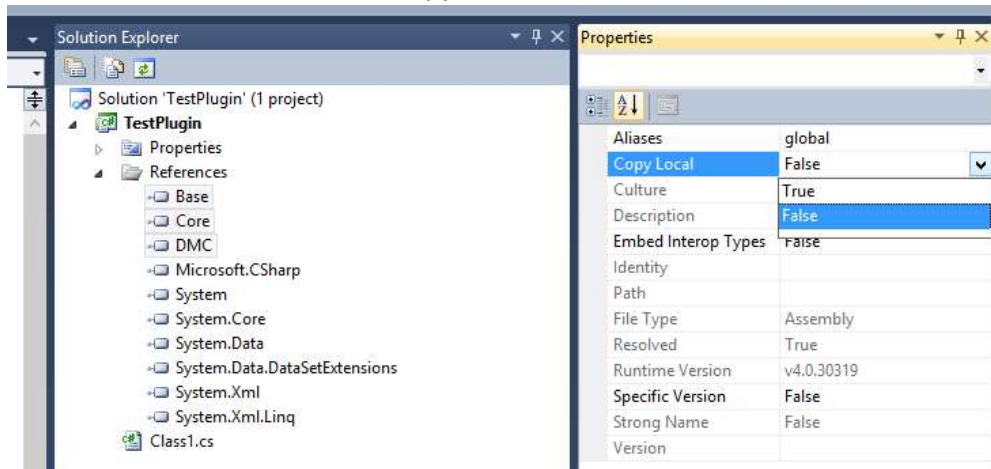 Solution Explorer
Solution 'TestPlugin' (1 project)
TestPlugin
Properties
References
Base
Core
DMC
Microsoft.CSharp
System
System.Core
System.Data
System.Data.DataSetExtensions
System.Xml
System.Xml.Linq
Class1.cs
Properties
Aliases global
Copy Local False
Culture True
Description False
Embed Interop Types False
Identity
Path
File Type Assembly
Resolved True
Runtime Version v4.0.30319
Specific Version False
Strong Name False
Version